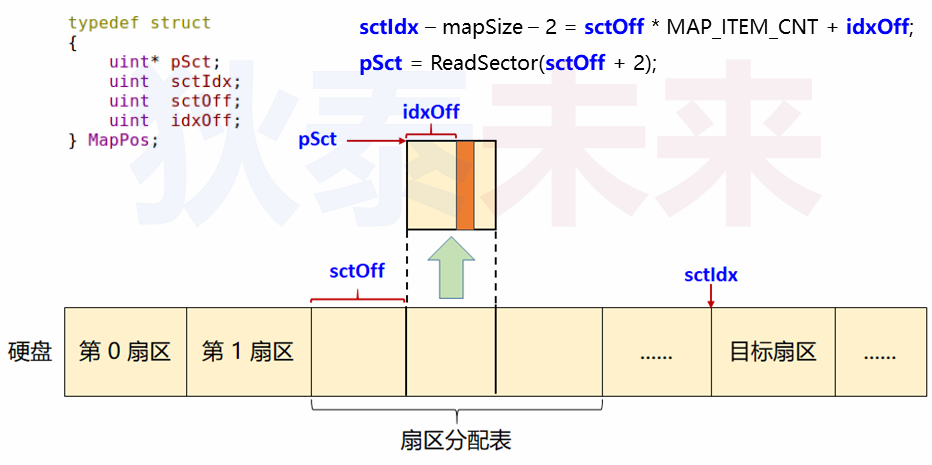 typedef struct
{
uint* pSct;
uint sctIdx;
uint sctOff;
uint idxOff;
} MapPos;
sctIdx – mapSize – 2 = sctOff * MAP_ITEM_CNT + idxOff;
pSct = ReadSector(sctOff + 2);
狄泰未来
idxOff
pSct
sctOff
sctIdx
硬盘
第 0 扇区
第 1 扇区
......
目标扇区
......
扇区分配表